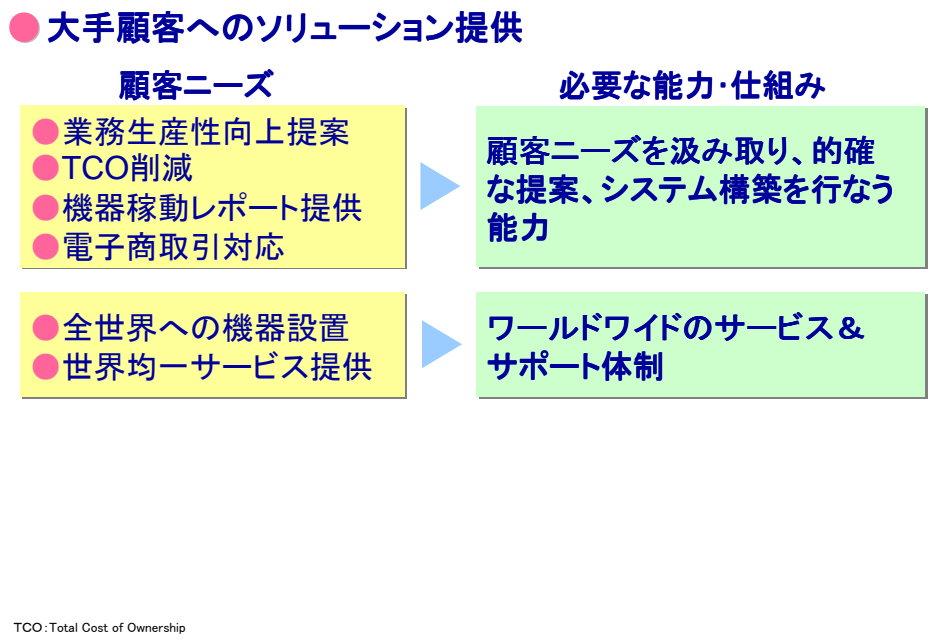 ●大手顧客へのソリューション提供
顧客ニーズ
必要な能力・仕組み
●業務生産性向上提案
●TCO削減
●機器稼動レポート提供
●電子商取引対応
顧客ニーズを汲み取り、的確
な提案、システム構築を行なう
能力
●全世界への機器設置
●世界均一サービス提供
ワールドワイドのサービス＆
サポート体制
TCO：Total Cost of Ownership